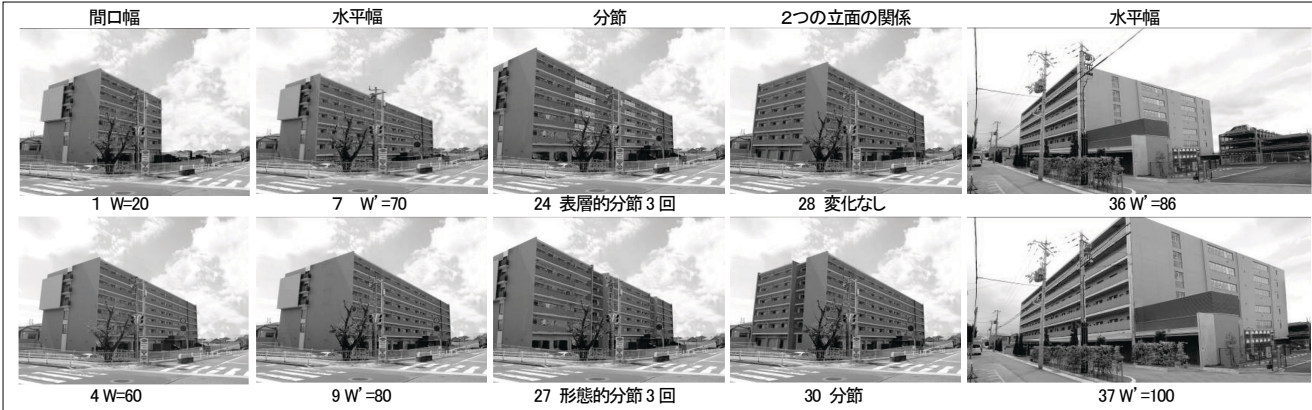 間口幅
水平幅
分節
2つの立面の関係
水平幅
1 W=20
7 W'=70
24 表層的分節3回
28 変化なし
36 W'=86
4 W=60
9 W'=80
27 形態的分節3回
30 分節
37 W'=100